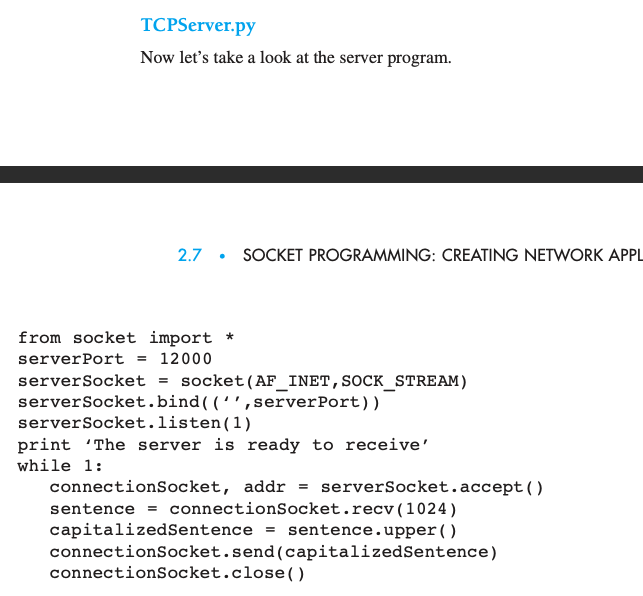 TCPServer.py
Now let’s take a look at the server program.
2.7 • SOCKET PROGRAMMING: CREATING NETWORK APPL
from socket import *
serverPort = 12000
serverSocket = socket(AF_INET,SOCK_STREAM)
serverSocket.bind((‘’,serverPort))
serverSocket.listen(1)
print ‘The server is ready to receive’
while 1:
    connectionSocket, addr = serverSocket.accept()
    sentence = connectionSocket.recv(1024)
    capitalizedSentence = sentence.upper()
    connectionSocket.send(capitalizedSentence)
    connectionSocket.close()